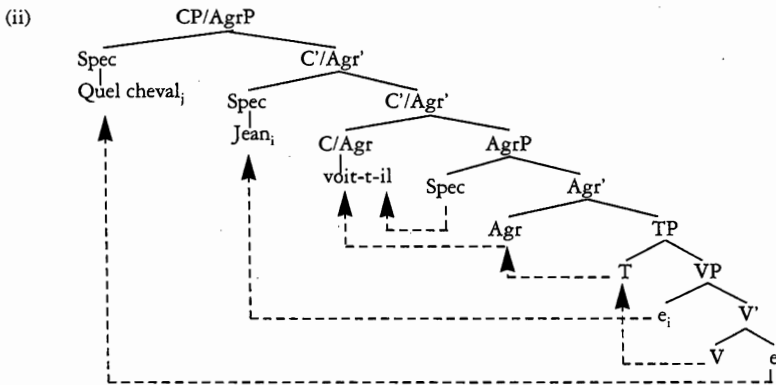 (ii)
CP/AgrP
Spec
C'/Agr'
Quel cheval_j
Spec
C'/Agr'
Jean_i
C/Agr
AgrP
voit-t-il
Spec
Agr'
Agr
TP
T
VP
e_i
V'
V
e